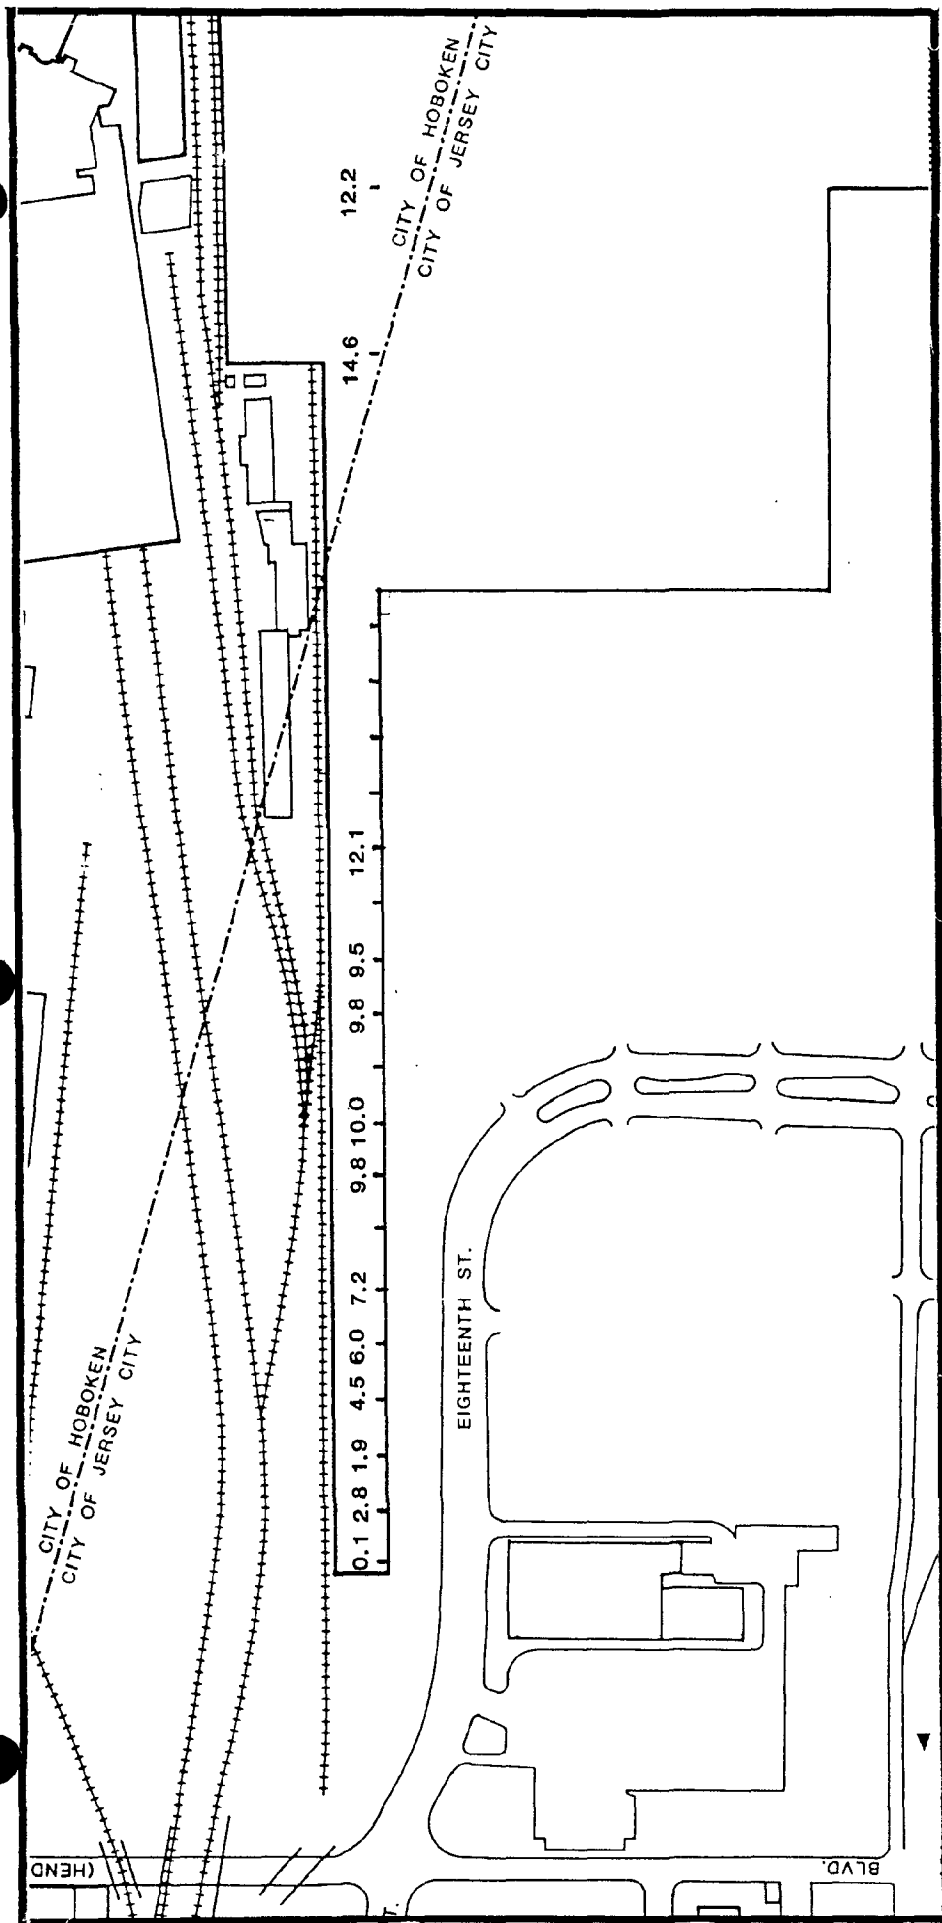 CITY OF HOBOKEN
CITY OF JERSEY CITY
12.2
14.6
12.1
9.5
9.8
10.0
9.8
7.2
6.0
4.5
1.9
2.8
0.1
EIGHTEENTH ST.
CITY OF HOBOKEN
CITY OF JERSEY CITY
(HEND
BLVD.
T.